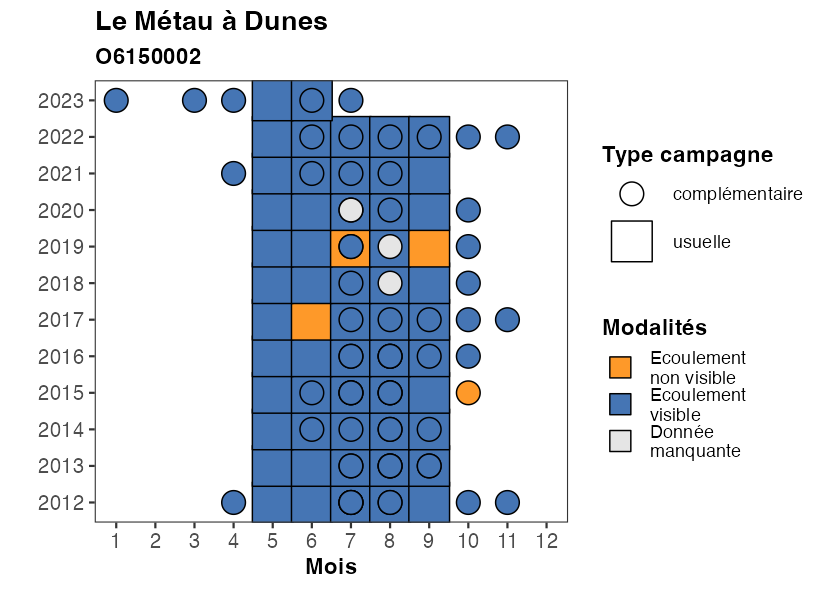 Le Métau à Dunes
O6150002
2023
2022
2021
2020
2019
2018
2017
2016
2015
2014
2013
2012
1 2 3 4 5 6 7 8 9 10 11 12
Mois
Type campagne
complémentaire
usuelle
Modalités
Ecoulement
non visible
Ecoulement
visible
Donnée
manquante